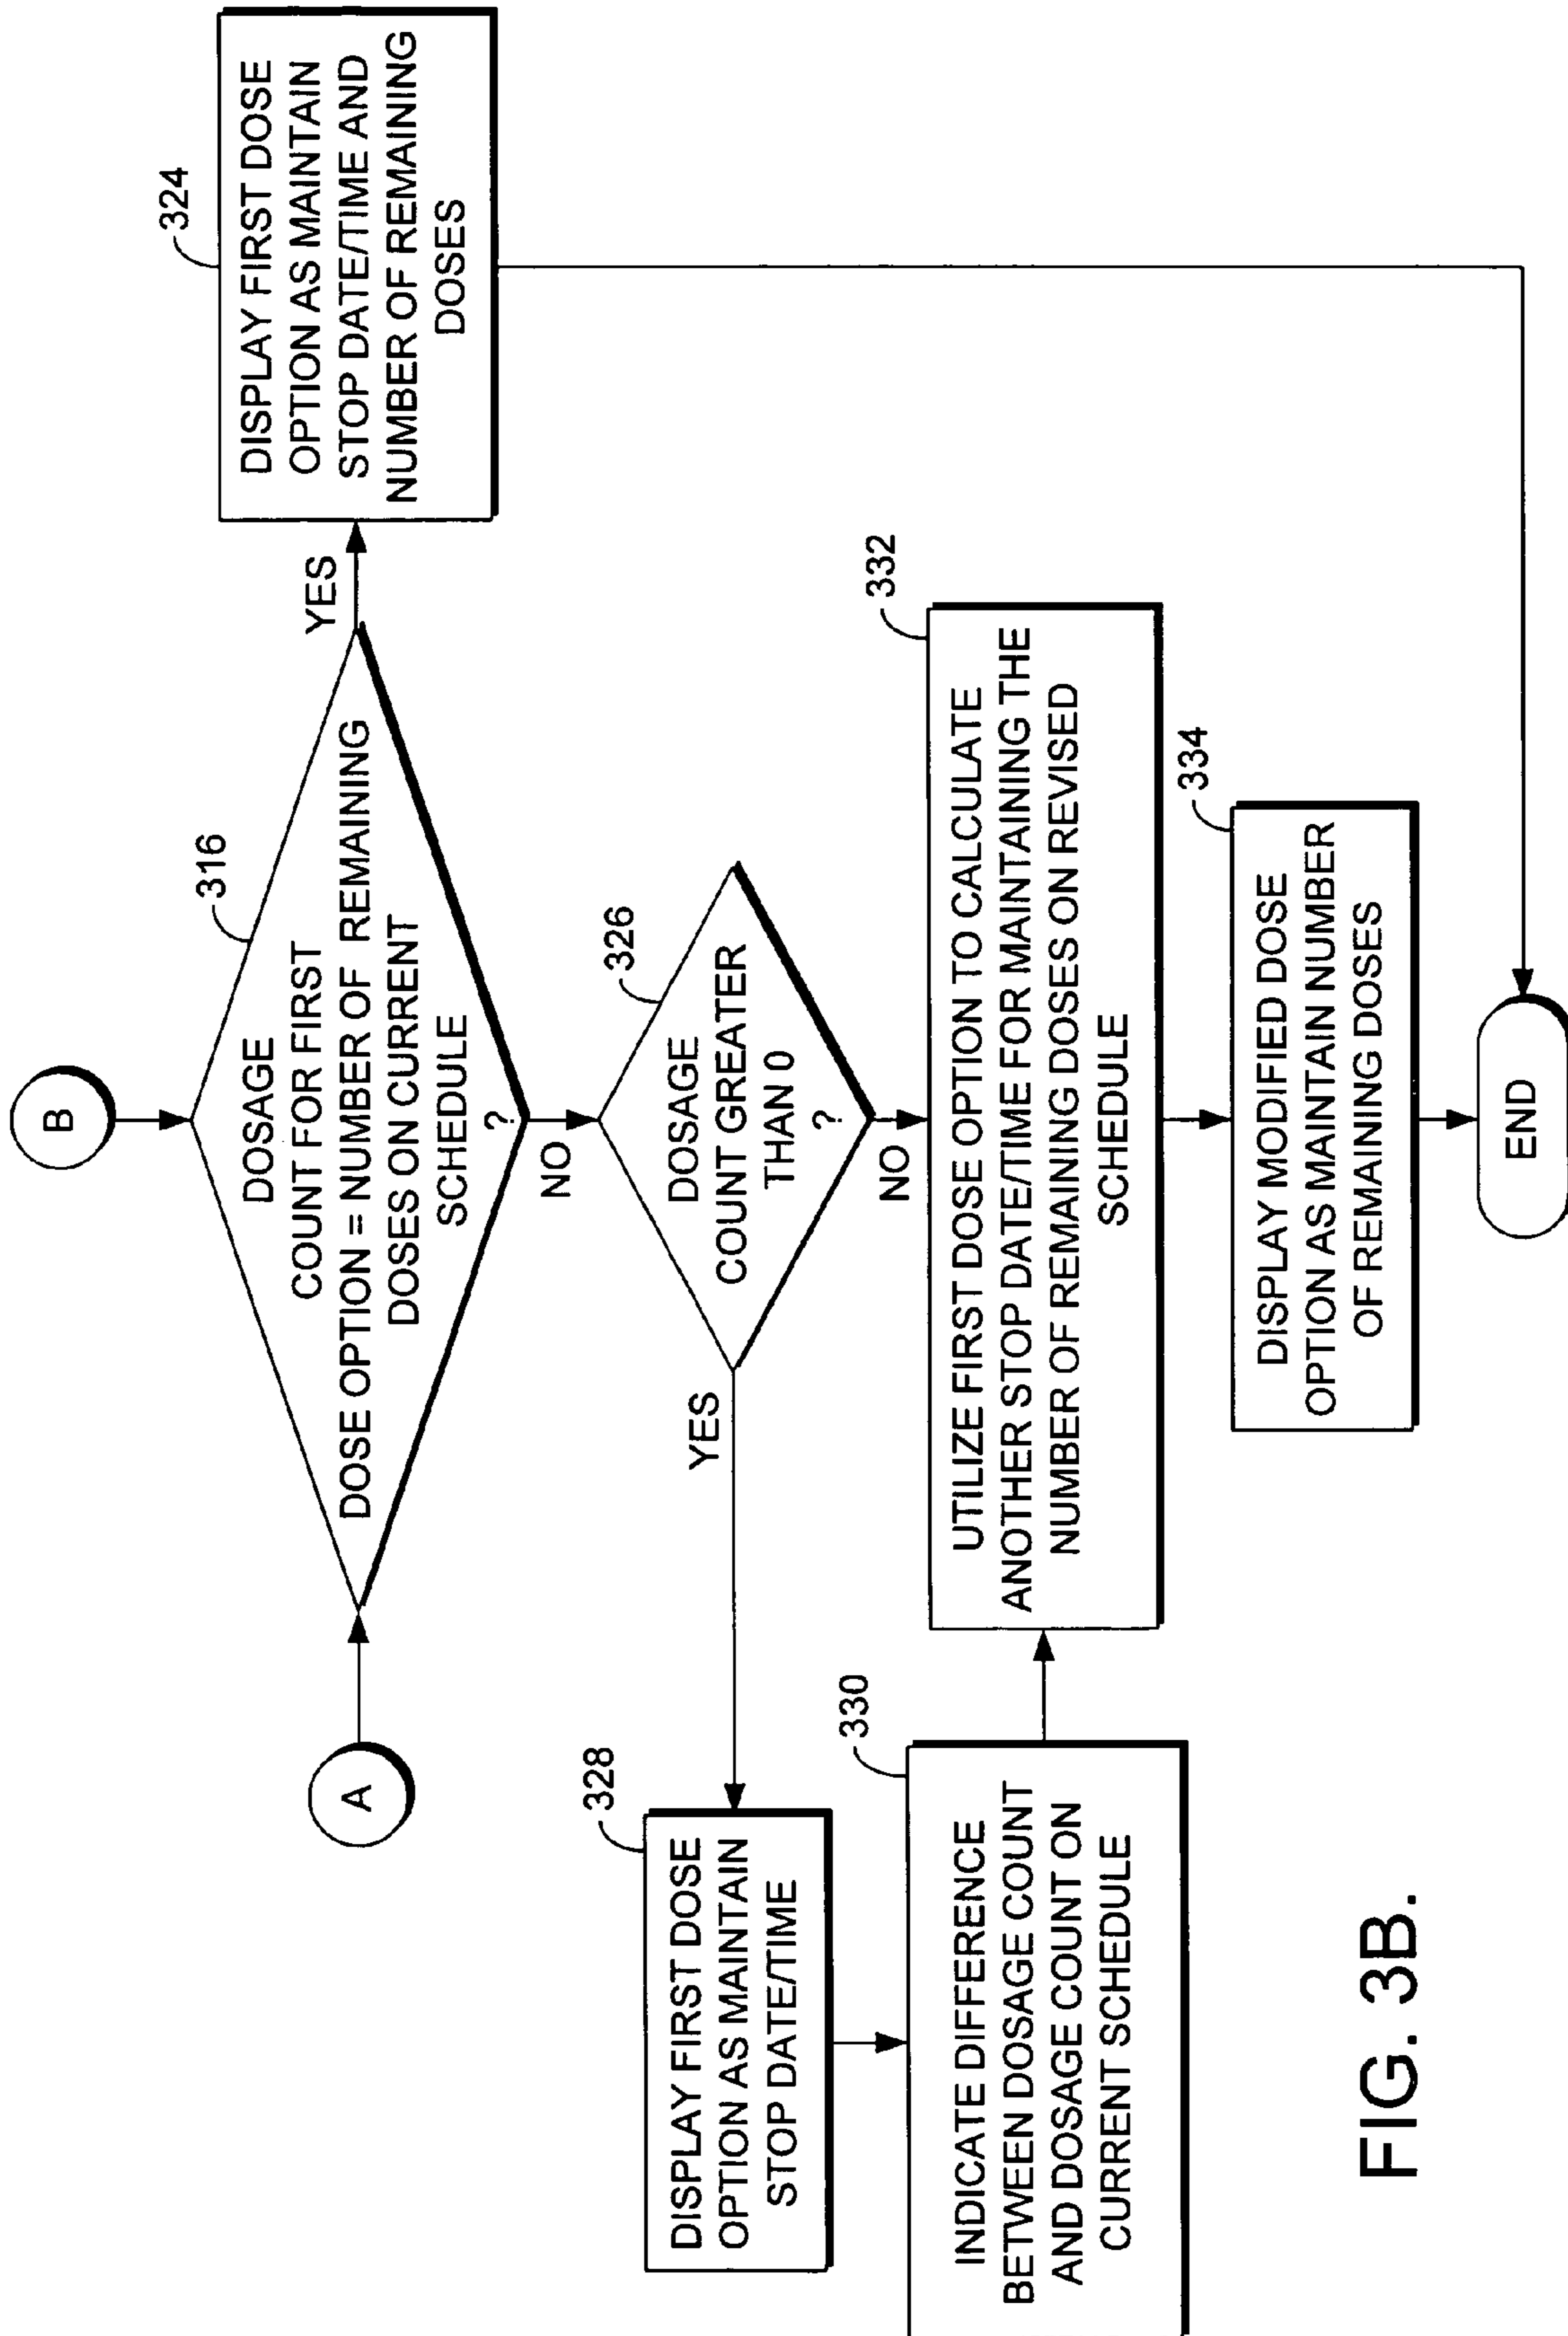 B
A
316
DOSAGE
COUNT FOR FIRST
DOSE OPTION = NUMBER OF REMAINING
DOSES ON CURRENT
SCHEDULE
?
YES
324
DISPLAY FIRST DOSE
OPTION AS MAINTAIN
STOP DATE/TIME AND
NUMBER OF REMAINING
DOSES
NO
326
DOSAGE
COUNT GREATER
THAN 0
?
YES
328
DISPLAY FIRST DOSE
OPTION AS MAINTAIN
STOP DATE/TIME
330
INDICATE DIFFERENCE
BETWEEN DOSAGE COUNT
AND DOSAGE COUNT ON
CURRENT SCHEDULE
NO
332
UTILIZE FIRST DOSE OPTION TO CALCULATE
ANOTHER STOP DATE/TIME FOR MAINTAINING THE
NUMBER OF REMAINING DOSES ON REVISED
SCHEDULE
334
DISPLAY MODIFIED DOSE
OPTION AS MAINTAIN NUMBER
OF REMAINING DOSES
END
FIG. 3B.